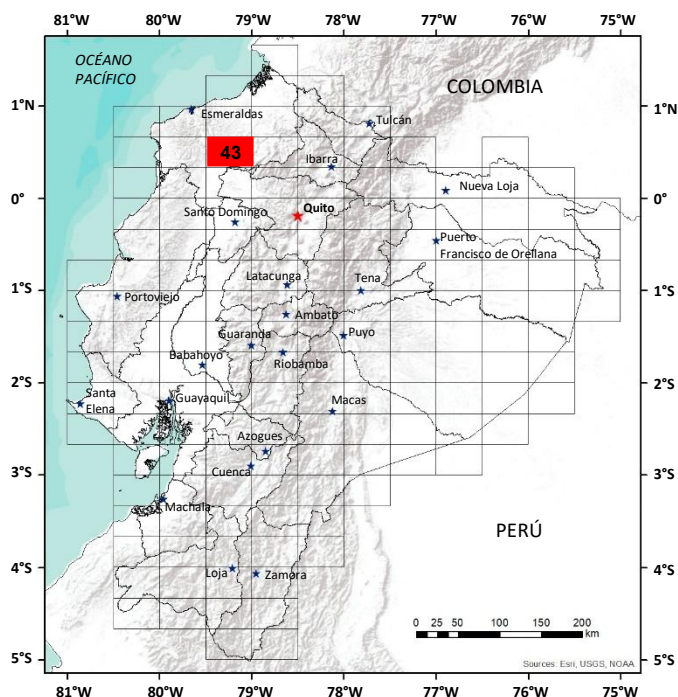 81°W 80°W 79°W 78°W 77°W 76°W 75°W
OCÉANO
PACÍFICO
COLOMBIA
1°N
1°N
Esmeraldas
Tulcán
43
Ibarra
Nueva Loja
0°
0°
Santo Domingo
Quito
Puerto
Francisco de Orellana
Latacunga
Tena
1°S
1°S
Portoviejo
Ambato
Guaranda
Puyo
Babahoyo
Riobamba
2°S
2°S
Santa
Elena
Guayaquil
Macas
Azogues
3°S
3°S
Cuenca
Machala
PERÚ
4°S
4°S
Loja
Zamora
0 25 50 100 150 200
km
5°S
5°S
Sources: Esri, USGS, NOAA
81°W 80°W 79°W 78°W 77°W 76°W 75°W